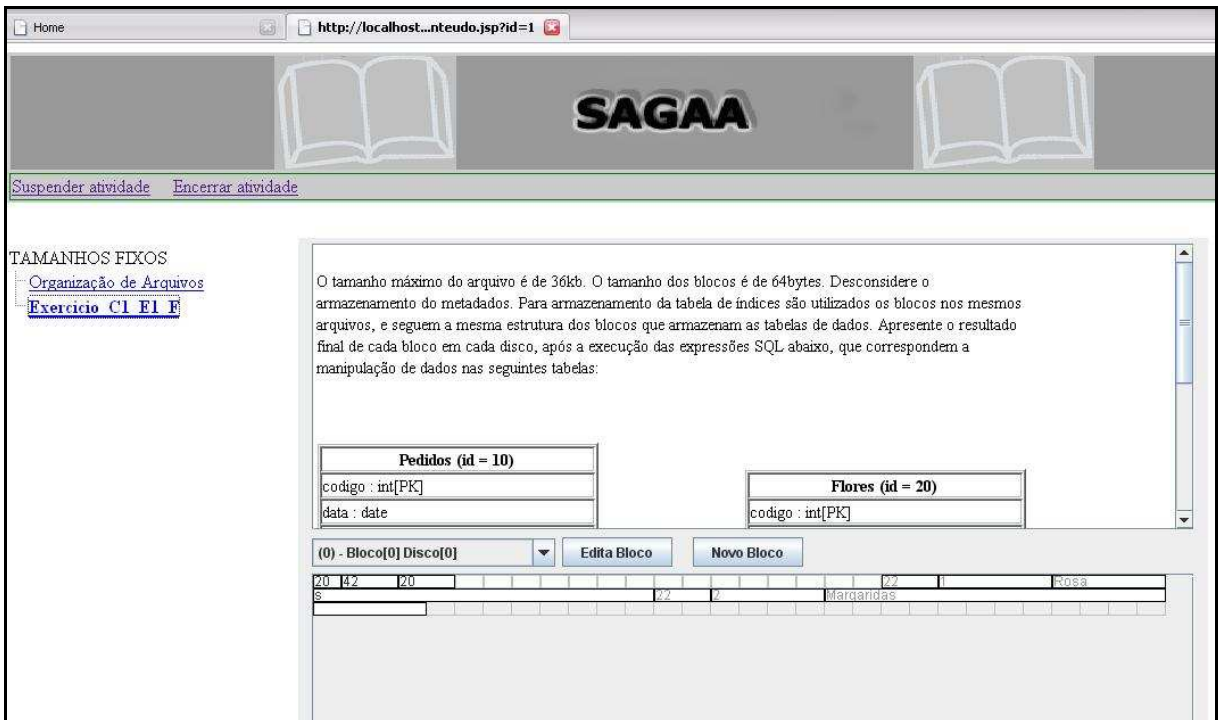 Home
http://localhost...nteudo.jsp?id=1
SAGAA
Suspender atividade Encerrar atividade
TAMANHOS FIXOS
Organização de Arquivos
Exercicio_C1_E1_F
O tamanho máximo do arquivo é de 36kb. O tamanho dos blocos é de 64bytes. Desconsidere o
armazenamento do metadados. Para armazenamento da tabela de índices são utilizados os blocos nos mesmos
arquivos, e seguem a mesma estrutura dos blocos que armazenam as tabelas de dados. Apresente o resultado
final de cada bloco em cada disco, após a execução das expressões SQL abaixo, que correspondem a
manipulação de dados nas seguintes tabelas:
Pedidos (id = 10)
codigo : int[PK]
data : date
Flores (id = 20)
codigo : int[PK]
(0) - Bloco[0] Disco[0]
Edita Bloco
Novo Bloco
20 42 20 22 1 Rosa
s 22 2 Margaridas